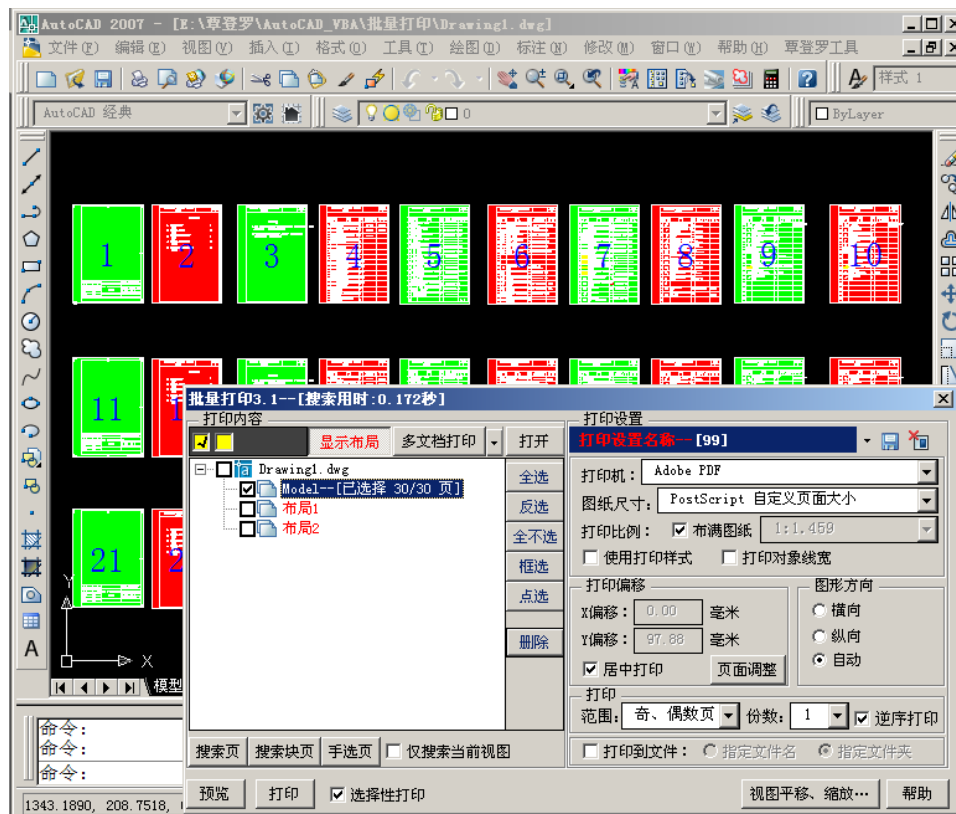 AutoCAD 2007 - [E:\覃登罗\AutoCAD_VBA\批量打印\Drawing1.dwg]
文件(F) 编辑(E) 视图(V) 插入(I) 格式(O) 工具(T) 绘图(D) 标注(N) 修改(M) 窗口(W) 帮助(H) 覃登罗工具
样式 1
AutoCAD 经典 0 ByLayer
1 2 3 4 5 6 7 8 9 10
11
21
批量打印3.1--[搜索用时:0.172秒]
打印内容
显示布局 多文档打印 打开
Drawing1.dwg
Model--[已选择 30/30 页]
布局1
布局2
全选
反选
全不选
框选
点选
删除
搜索页 搜索块页 手选页 仅搜索当前视图
打印设置
打印设置名称--[99]
打印机: Adobe PDF
图纸尺寸: PostScript 自定义页面大小
打印比例: 布满图纸 1:1.459
使用打印样式 打印对象线宽
打印偏移
X偏移: 0.00 毫米
Y偏移: 97.88 毫米
居中打印 页面调整
图形方向
横向
纵向
自动
打印
范围: 奇、偶数页 份数: 1 逆序打印
打印到文件: 指定文件名 指定文件夹
预览 打印 选择性打印 视图平移、缩放… 帮助
Y
X
模型
命令:
命令:
命令:
1343.1890, 208.7518,